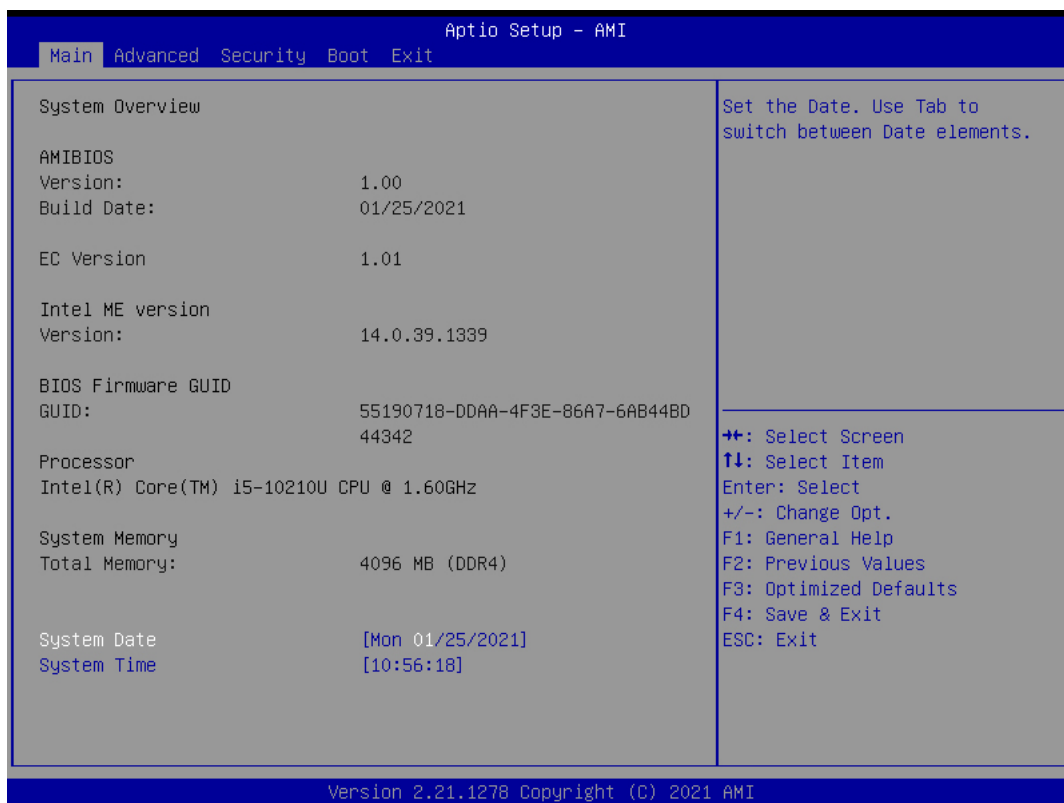 Aptio Setup – AMI
Main Advanced Security Boot Exit
System Overview
AMIBIOS
Version: 1.00
Build Date: 01/25/2021
EC Version 1.01
Intel ME version
Version: 14.0.39.1339
BIOS Firmware GUID
GUID: 55190718-DDAA-4F3E-86A7-6AB44BD
44342
Processor
Intel(R) Core(TM) i5-10210U CPU @ 1.60GHz
System Memory
Total Memory: 4096 MB (DDR4)
System Date [Mon 01/25/2021]
System Time [10:56:18]
Set the Date. Use Tab to
switch between Date elements.
→←: Select Screen
↑↓: Select Item
Enter: Select
+/-: Change Opt.
F1: General Help
F2: Previous Values
F3: Optimized Defaults
F4: Save & Exit
ESC: Exit
Version 2.21.1278 Copyright (C) 2021 AMI